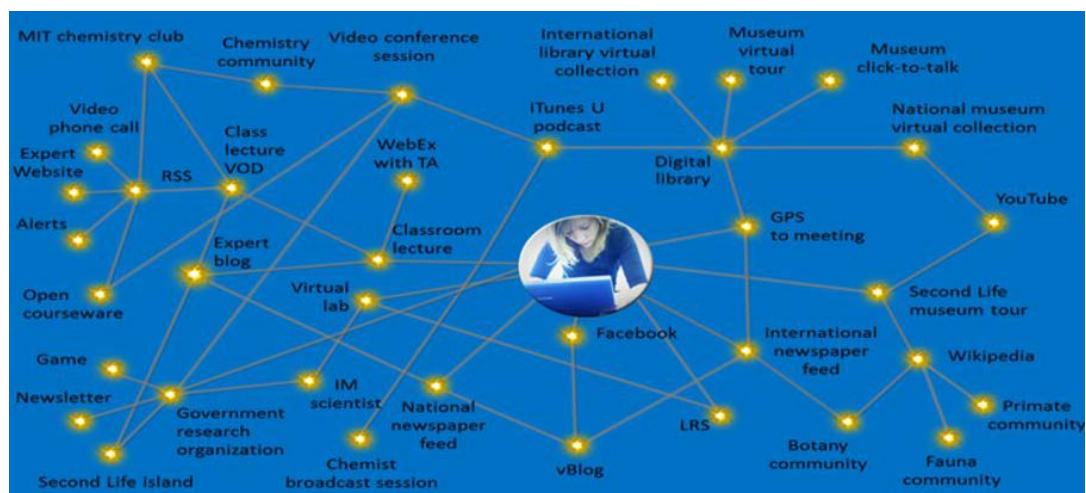 MIT chemistry club
Chemistry
community
Video conference
session
International
library virtual
collection
Museum
virtual
tour
Museum
click-to-talk
Video
phone call
Class
lecture
VOD
WebEx
with TA
iTunes U
podcast
Digital
library
National museum
virtual collection
Expert
Website
RSS
Alerts
YouTube
Expert
blog
Classroom
lecture
GPS
to meeting
Open
courseware
Virtual
lab
Facebook
Second Life
museum tour
Game
Newsletter
Government
research
organization
IM
scientist
National
newspaper
feed
International
newspaper
feed
Wikipedia
LRS
Primate
community
Second Life island
Chemist
broadcast session
vBlog
Botany
community
Fauna
community